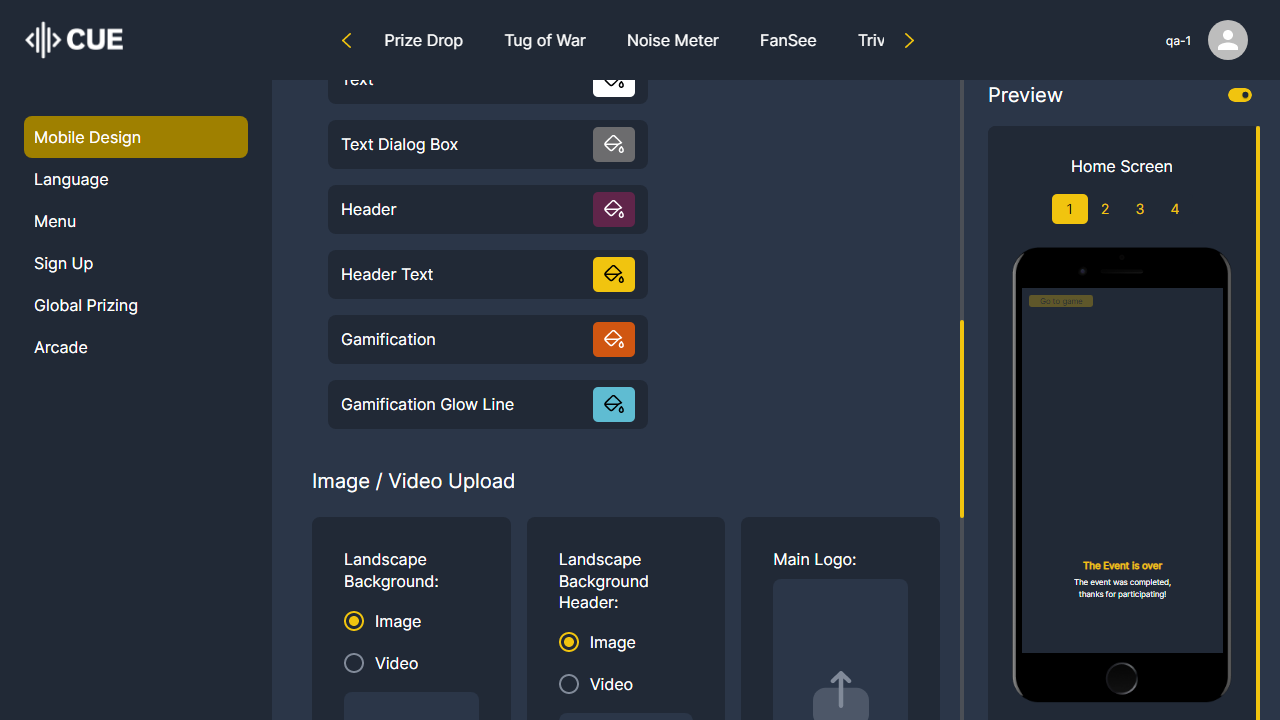 CUE
Prize Drop
Tug of War
Noise Meter
FanSee
Triv
qa-1
Mobile Design
Language
Menu
Sign Up
Global Prizing
Arcade
Text
Text Dialog Box
Header
Header Text
Gamification
Gamification Glow Line
Image / Video Upload
Landscape
Background:
Image
Video
Landscape
Background
Header:
Image
Video
Main Logo:
Preview
Home Screen
1 2 3 4
Go to game
The Event is over
The event was completed,
thanks for participating!